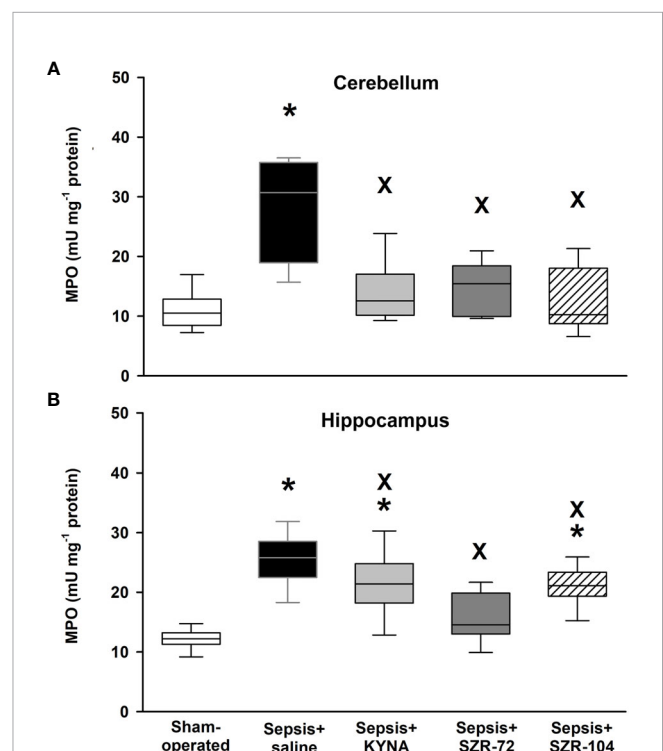 A
Cerebellum
MPO (mU mg-1 protein)
50
40
30
20
10
0
*
X
X
X
B
Hippocampus
MPO (mU mg-1 protein)
50
40
30
20
10
0
*
X
*
X
X
*
Sham- Sepsis+ Sepsis+ Sepsis+ Sepsis+
operated saline KYNA SZR-72 SZR-104